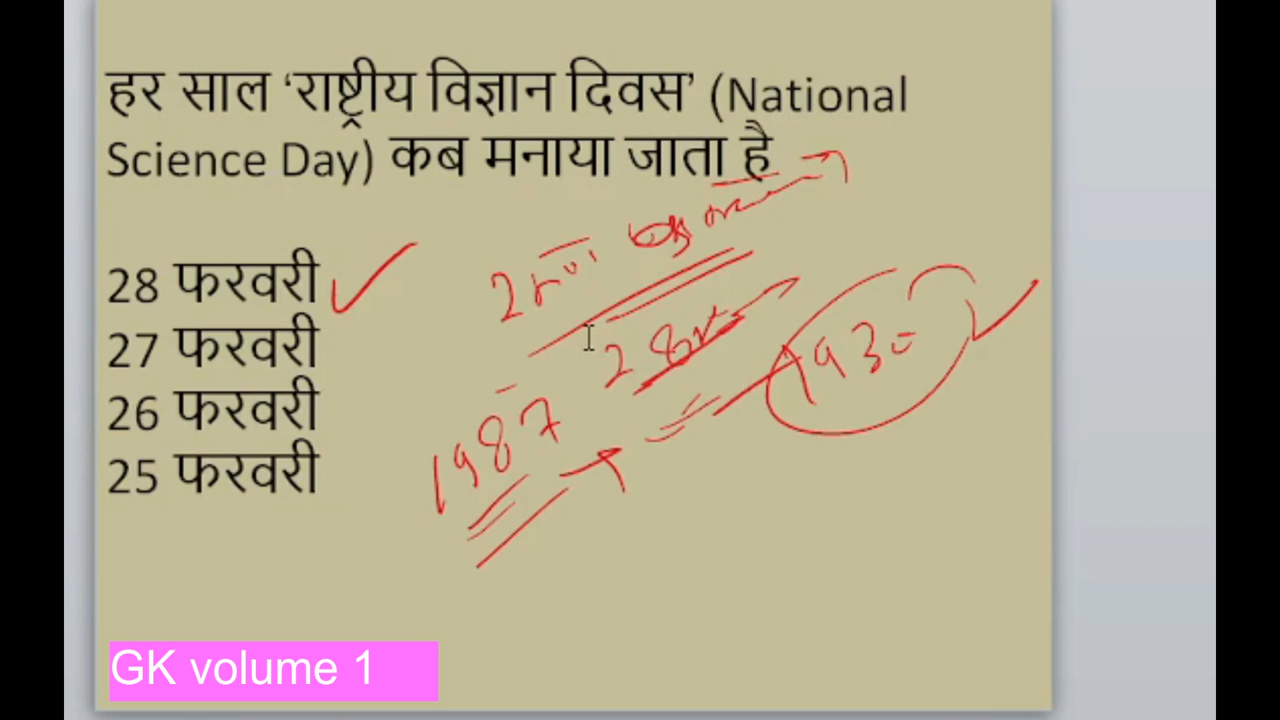 हर साल ‘राष्ट्रीय विज्ञान दिवस’ (National
Science Day) कब मनाया जाता है
28 फरवरी
27 फरवरी
26 फरवरी
25 फरवरी
28
1930
1987
GK volume 1